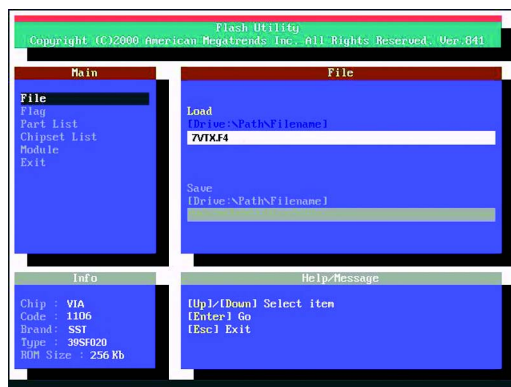 Flash Utility
Copyright (C)2000 American Megatrends Inc. All Rights Reserved. Ver:841
Main
File
Flag
Part List
Chipset List
Module
Exit
File
Load
[Drive:\Path\Filename]
7VTX.F4
Save
[Drive:\Path\Filename]
Info
Chip : VIA
Code : 1106
Brand: SST
Type : 39SF020
ROM Size : 256 Kb
Help/Message
[Up]/[Down] Select item
[Enter] Go
[Esc] Exit